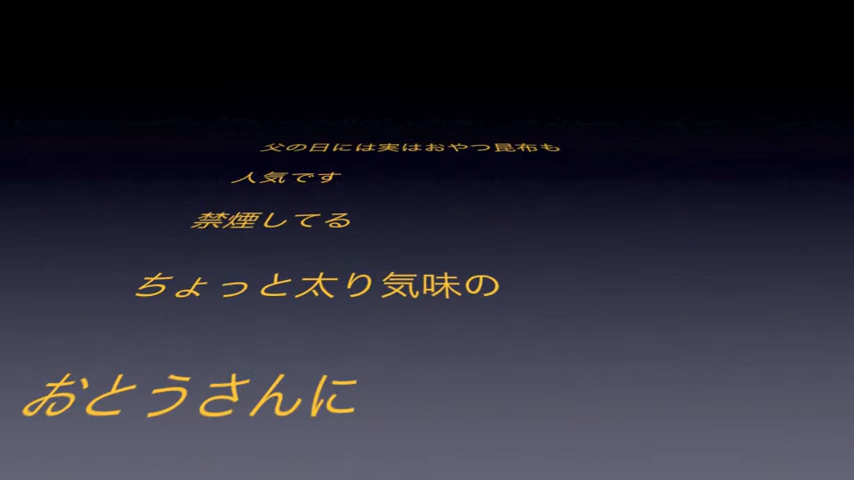 父の日には実はおやつ昆布も
人気です
禁煙してる
ちょっと太り気味の
おとうさんに